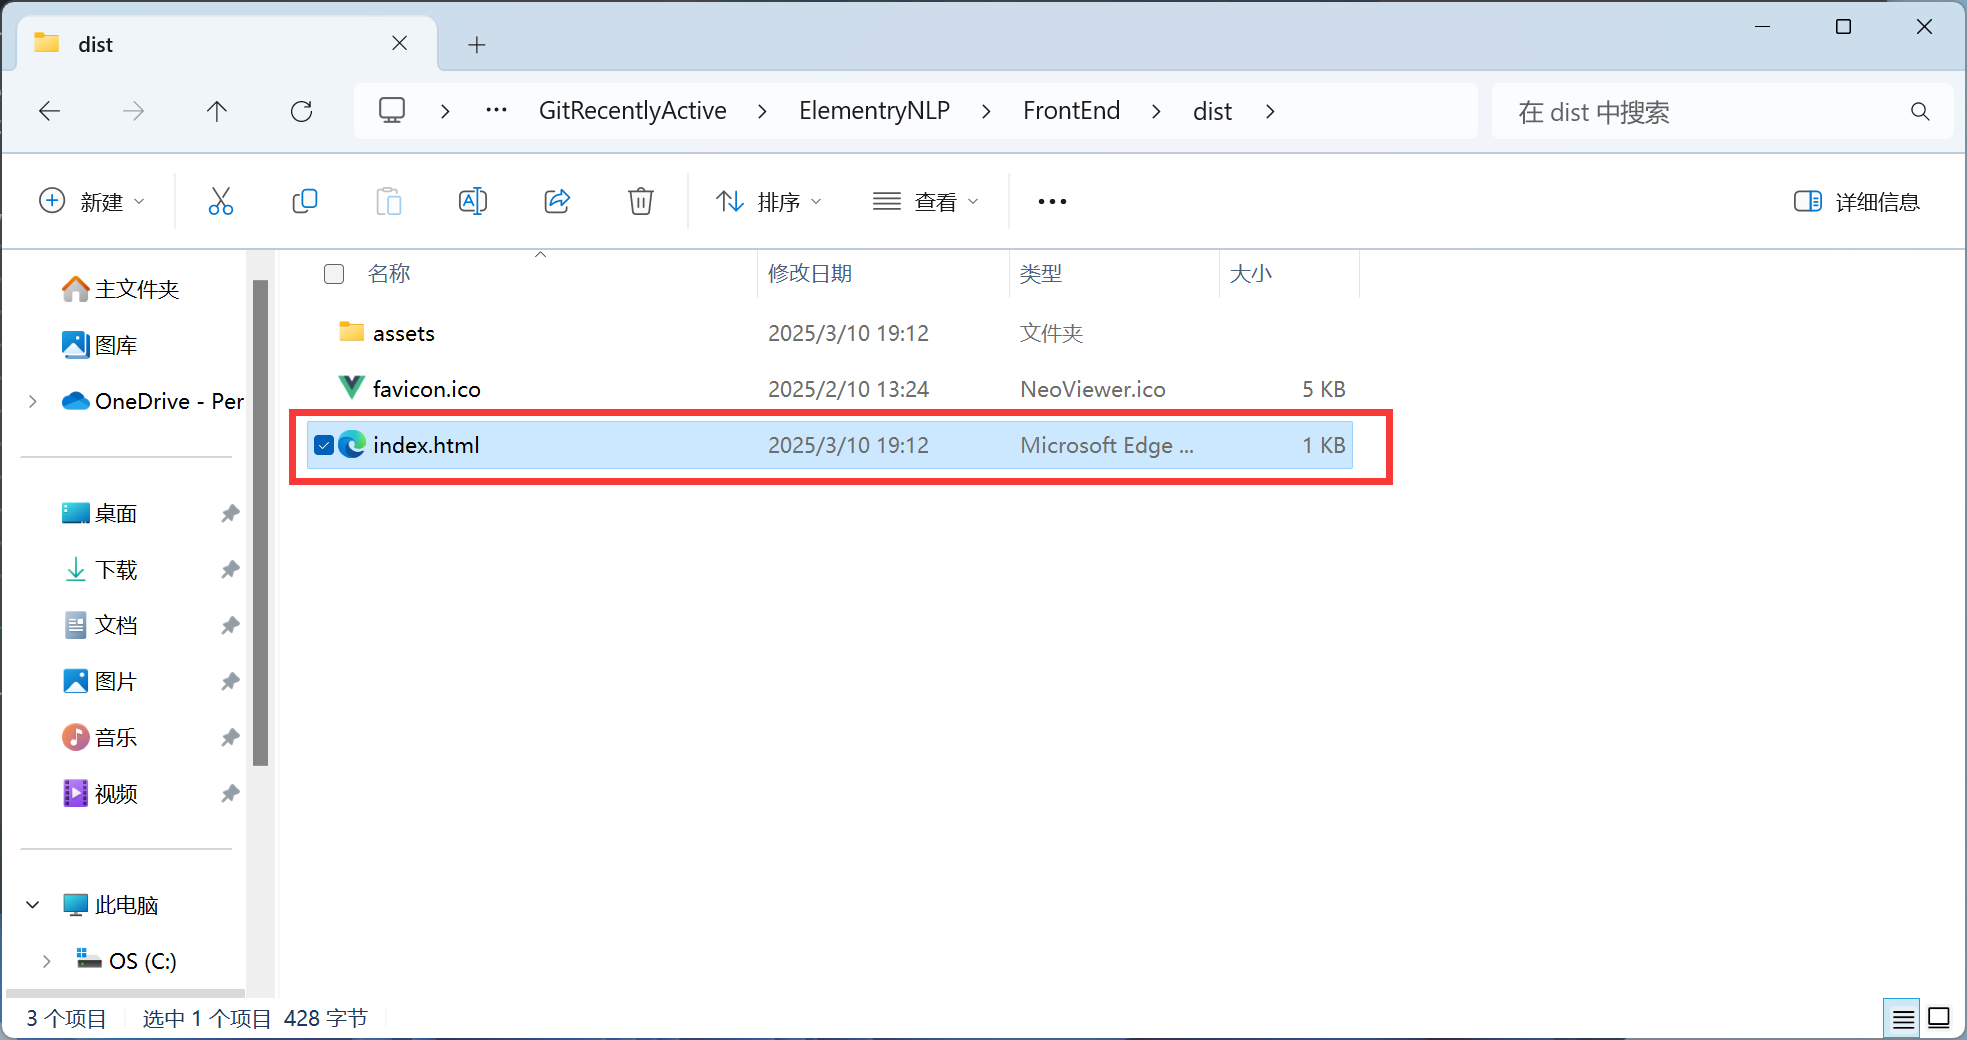 dist
GitRecentlyActive
ElementryNLP
FrontEnd
dist
在 dist 中搜索
新建
排序
查看
详细信息
主文件夹
图库
OneDrive - Per
桌面
下载
文档
图片
音乐
视频
此电脑
OS (C:)
名称 修改日期 类型 大小
assets 2025/3/10 19:12 文件夹
favicon.ico 2025/2/10 13:24 NeoViewer.ico 5 KB
index.html 2025/3/10 19:12 Microsoft Edge ... 1 KB
3 个项目 选中 1 个项目 428 字节